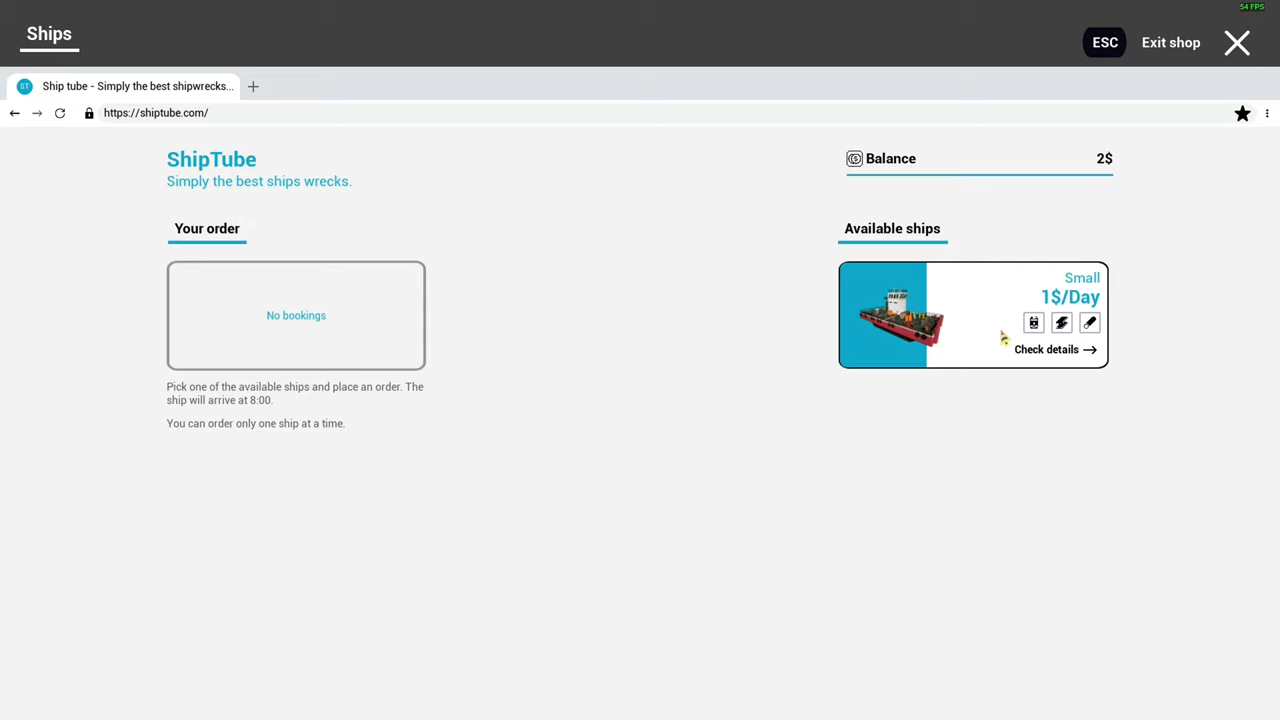 54 FPS
Ships
ESC
Exit shop
Ship tube - Simply the best shipwrecks...
https://shiptube.com/
ShipTube
Simply the best ships wrecks.
Balance
2$
Your order
Available ships
No bookings
Small
1$/Day
Check details
Pick one of the available ships and place an order. The
ship will arrive at 8:00.
You can order only one ship at a time.